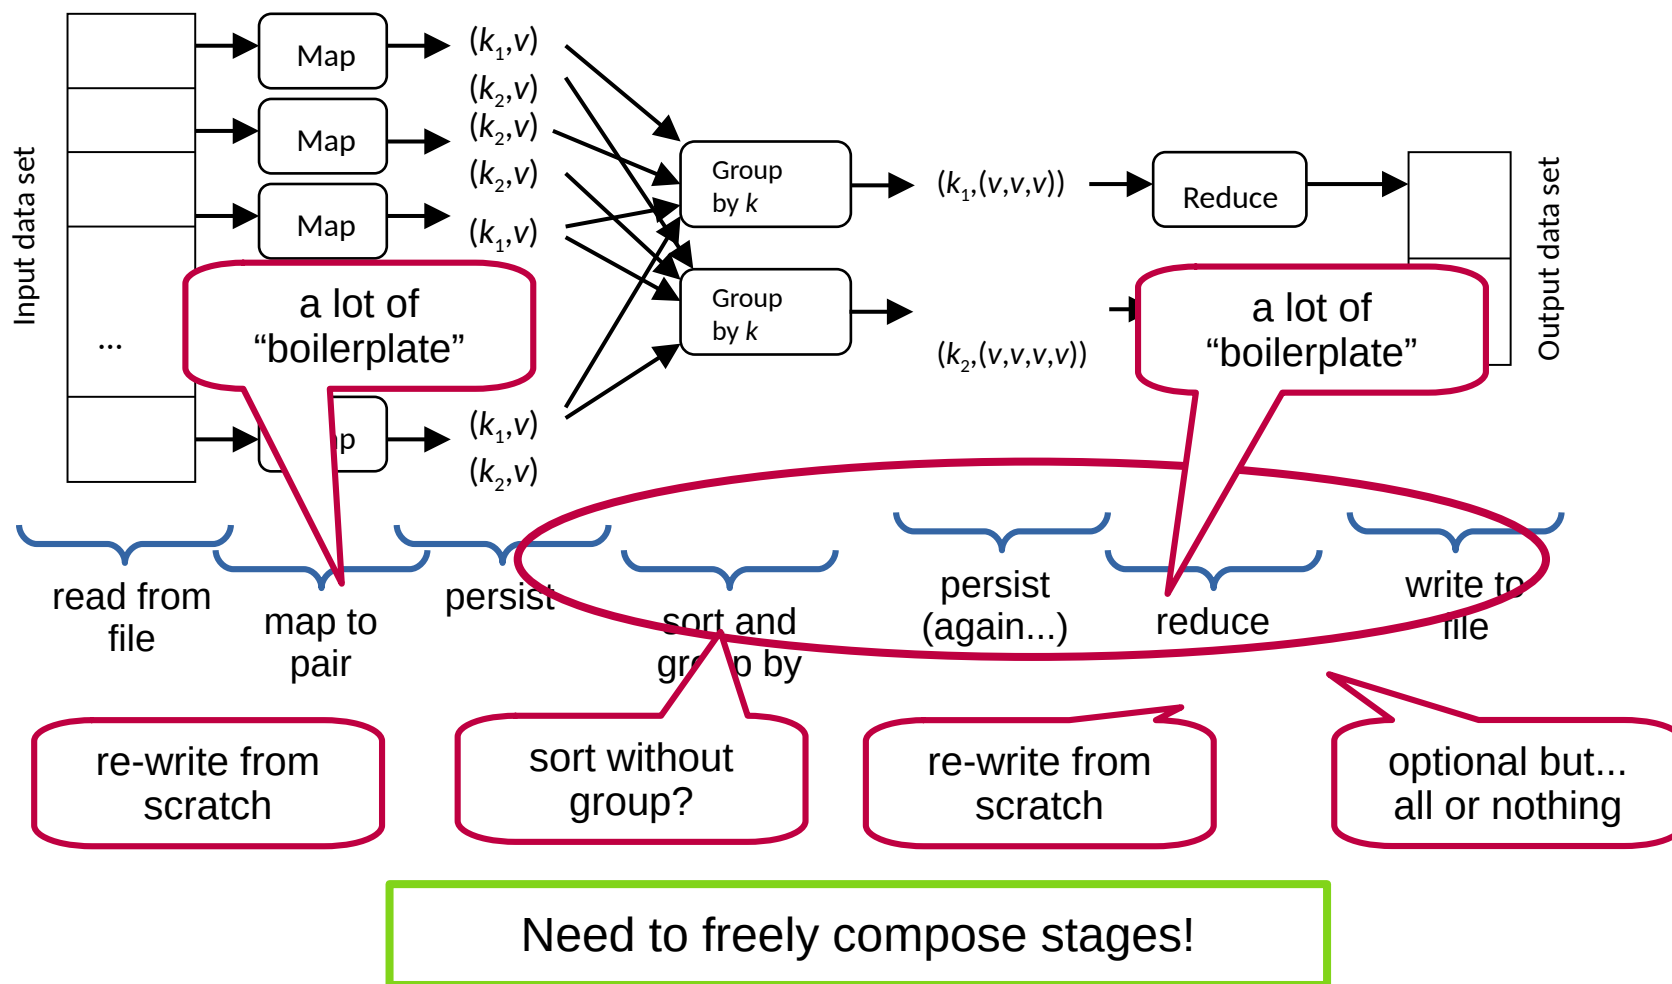 Input data set
...
Map
Map
Map
(k1,v)
(k2,v)
(k2,v)
(k2,v)
(k1,v)
(k1,v)
(k2,v)
Group
by k
Group
by k
(k1,(v,v,v))
(k2,(v,v,v,v))
Reduce
Output data set
a lot of
“boilerplate”
a lot of
“boilerplate”
read from
file
map to
pair
persist
sort and
group by
persist
(again...)
reduce
write to
file
re-write from
scratch
sort without
group?
re-write from
scratch
optional but...
all or nothing
Need to freely compose stages!